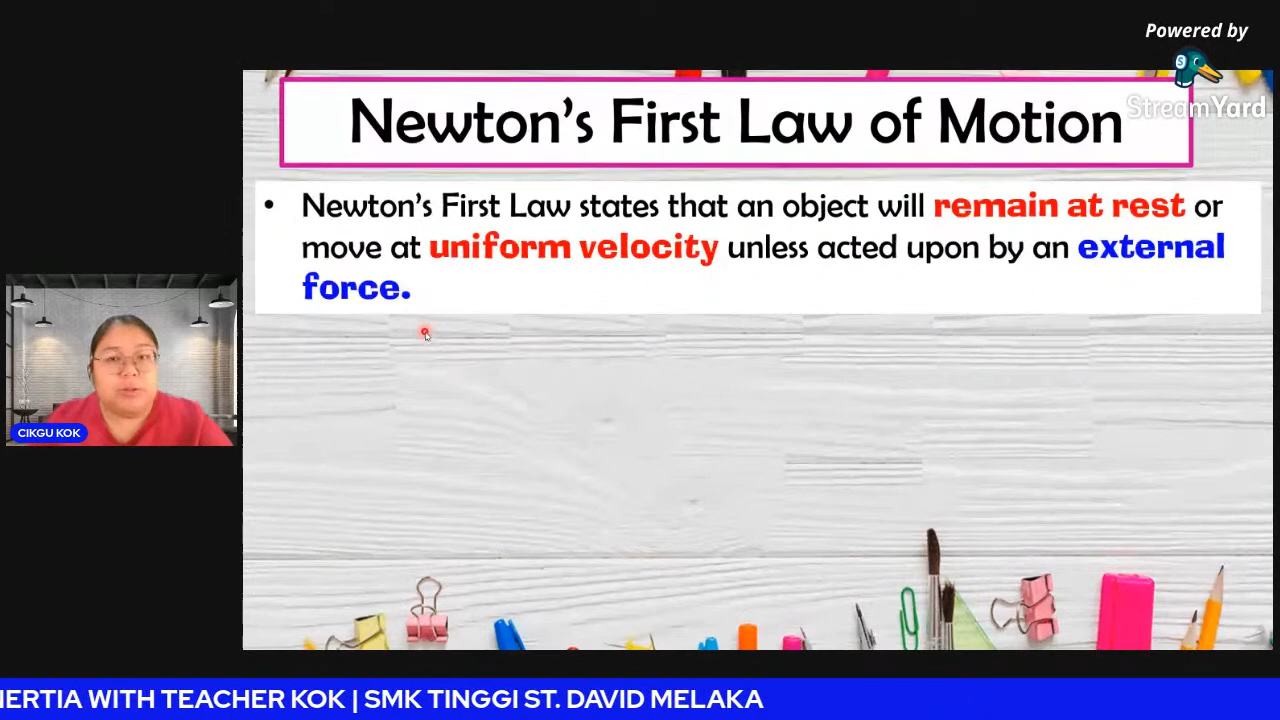 Powered by
StreamYard
Newton's First Law of Motion
• Newton's First Law states that an object will remain at rest or
move at uniform velocity unless acted upon by an external
force.
CIKGU KOK
NERTIA WITH TEACHER KOK | SMK TINGGI ST. DAVID MELAKA